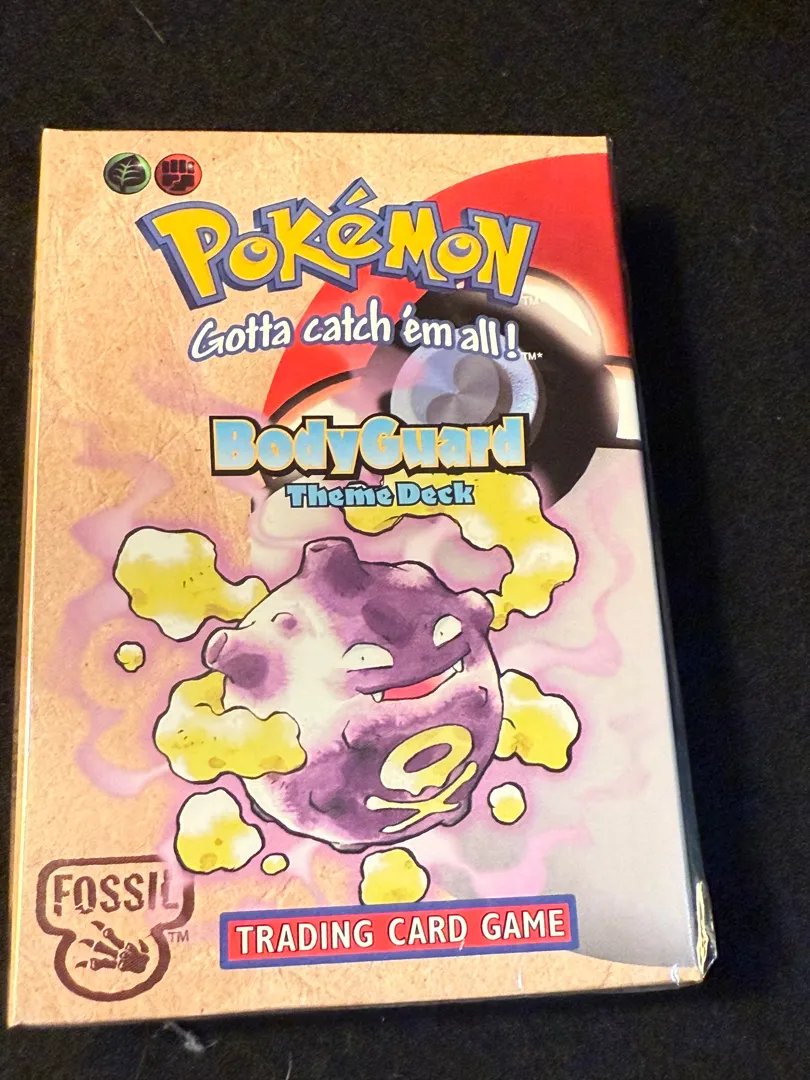 POKéMON
TM
Gotta catch 'em all!
TM*
BodyGuard
Theme Deck
FOSSIL
TM
TRADING CARD GAME